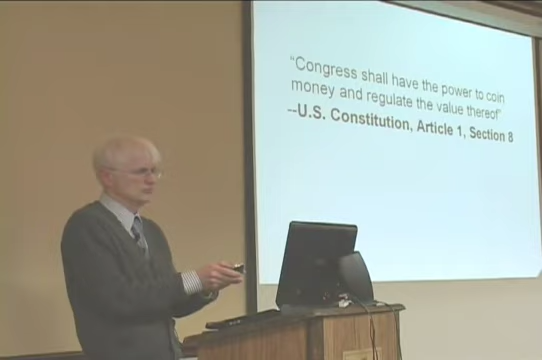 “Congress shall have the power to coin
money and regulate the value thereof”
–U.S. Constitution, Article 1, Section 8